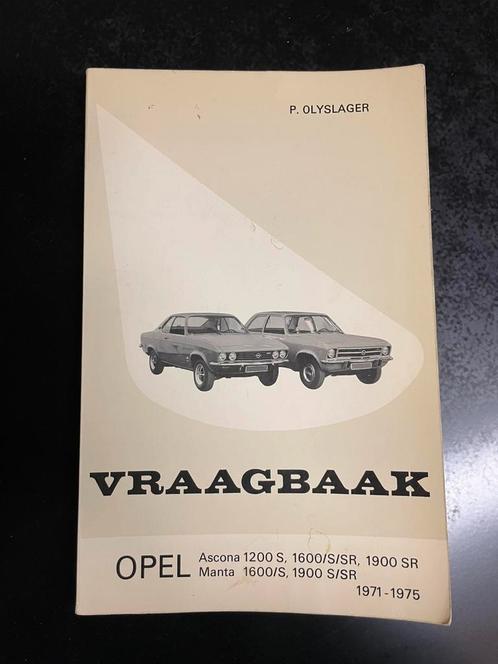 P. OLYSLAGER
VRAAGBAAK
OPEL Ascona 1200 S, 1600/S/SR, 1900 SR
Manta 1600/S, 1900 S/SR
1971-1975